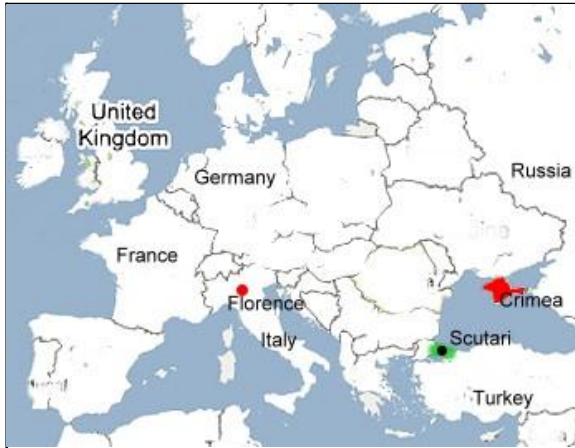 United
Kingdom
Germany
Russia
France
Florence
Crimea
Italy
Scutari
Turkey